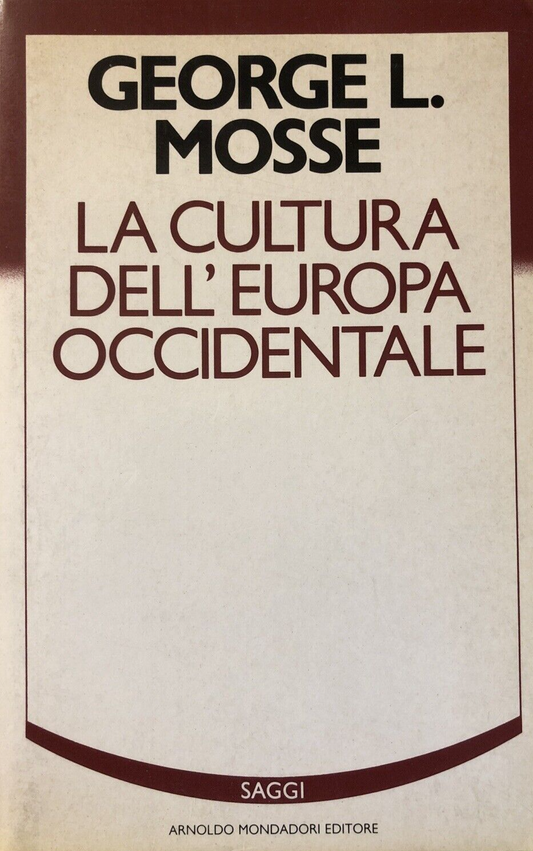 GEORGE L.
MOSSE
LA CULTURA
DELL'EUROPA
OCCIDENTALE
SAGGI
ARNOLDO MONDADORI EDITORE